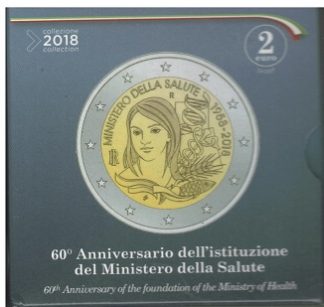 collezione
2018
collection
2
euro
MINISTERO DELLA SALUTE 1958-2018
R
60º Anniversario dell'istituzione
del Ministero della Salute
60th Anniversary of the foundation of the Ministry of Health